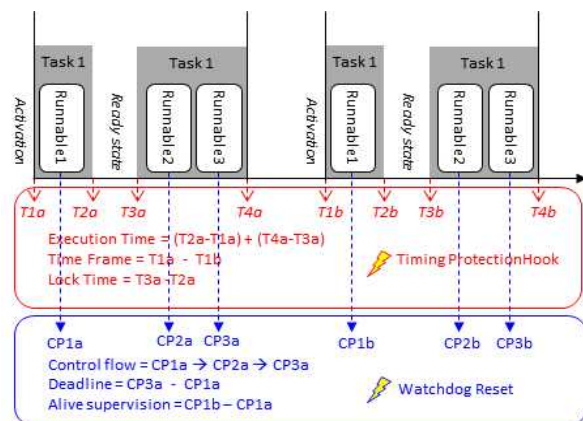 Task 1
Task 1
Task 1
Task 1
Activation
Runnable1
Ready state
Runnable2
Runnable3
Activation
Runnable1
Ready state
Runnable2
Runnable3
T1a
T2a
T3a
T4a
T1b
T2b
T3b
T4b
Execution Time = (T2a-T1a) + (T4a-T3a)
Time Frame = T1a - T1b
Lock Time = T3a -T2a
Timing ProtectionHook
CP1a
CP2a
CP3a
CP1b
CP2b
CP3b
Control flow = CP1a → CP2a → CP3a
Deadline = CP3a - CP1a
Alive supervision = CP1b – CP1a
Watchdog Reset